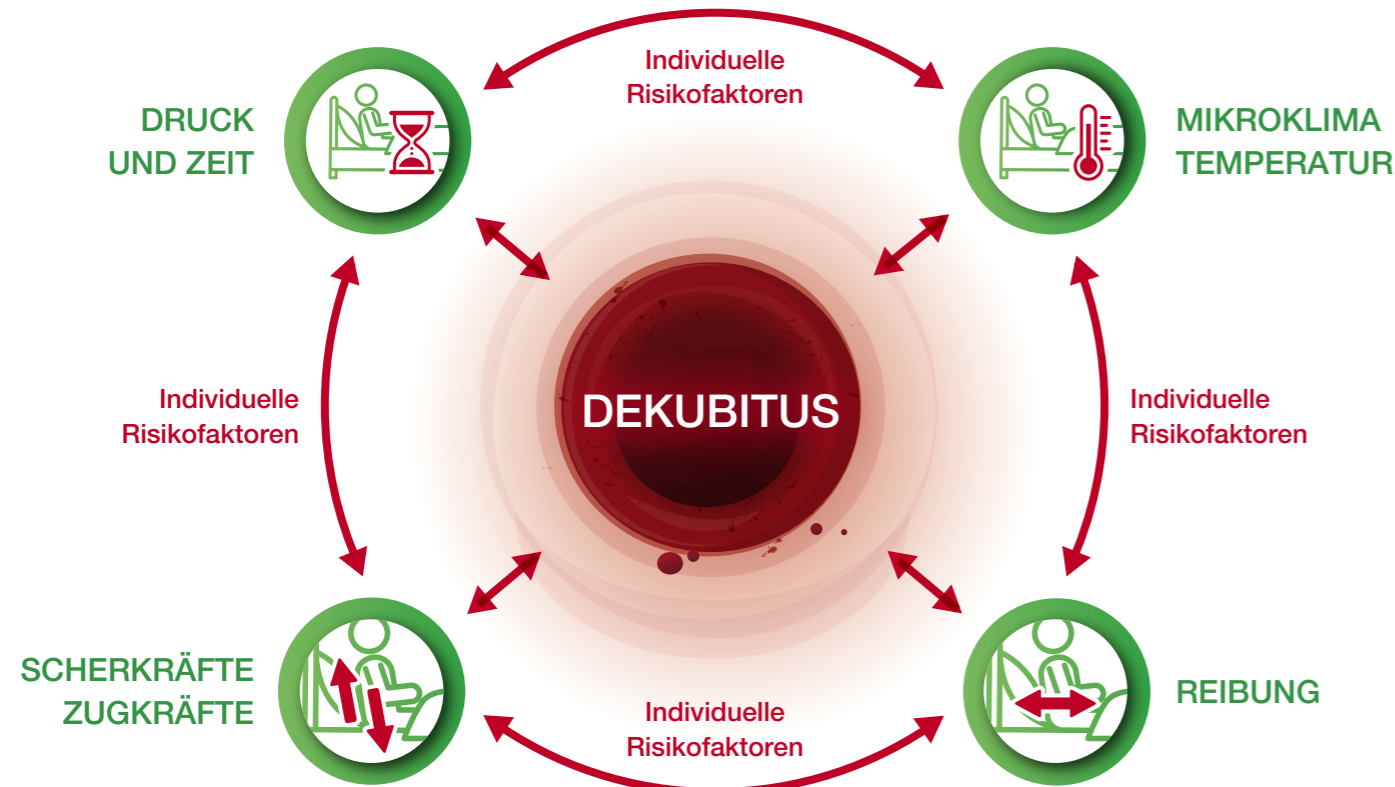 Individuelle
Risikofaktoren
DRUCK
UND ZEIT
MIKROKLIMA
TEMPERATUR
Individuelle
Risikofaktoren
DEKUBITUS
Individuelle
Risikofaktoren
SCHERKRÄFTE
ZUGKRÄFTE
REIBUNG
Individuelle
Risikofaktoren